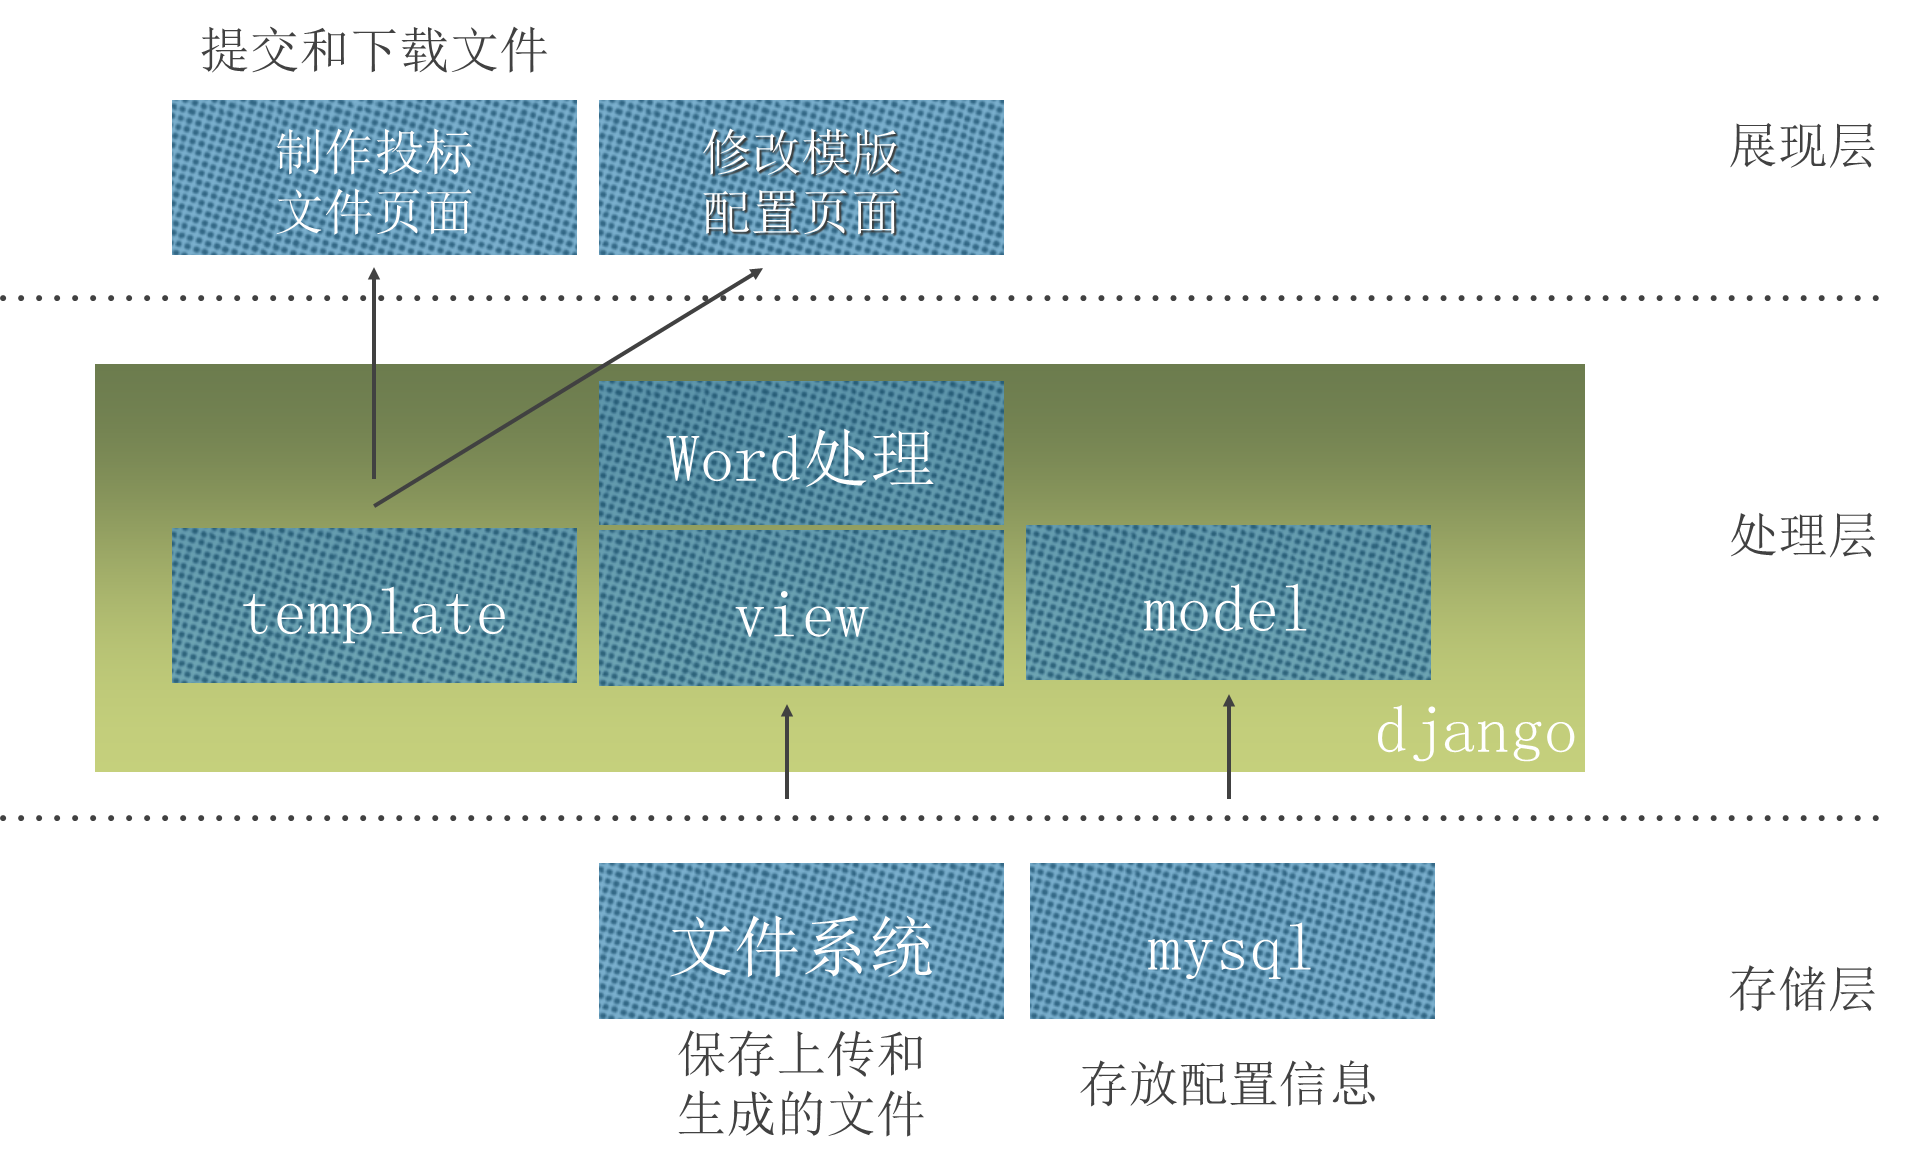 提交和下载文件
制作投标
文件页面
修改模版
配置页面
展现层
Word处理
template
view
model
处理层
django
文件系统
mysql
存储层
保存上传和
生成的文件
存放配置信息